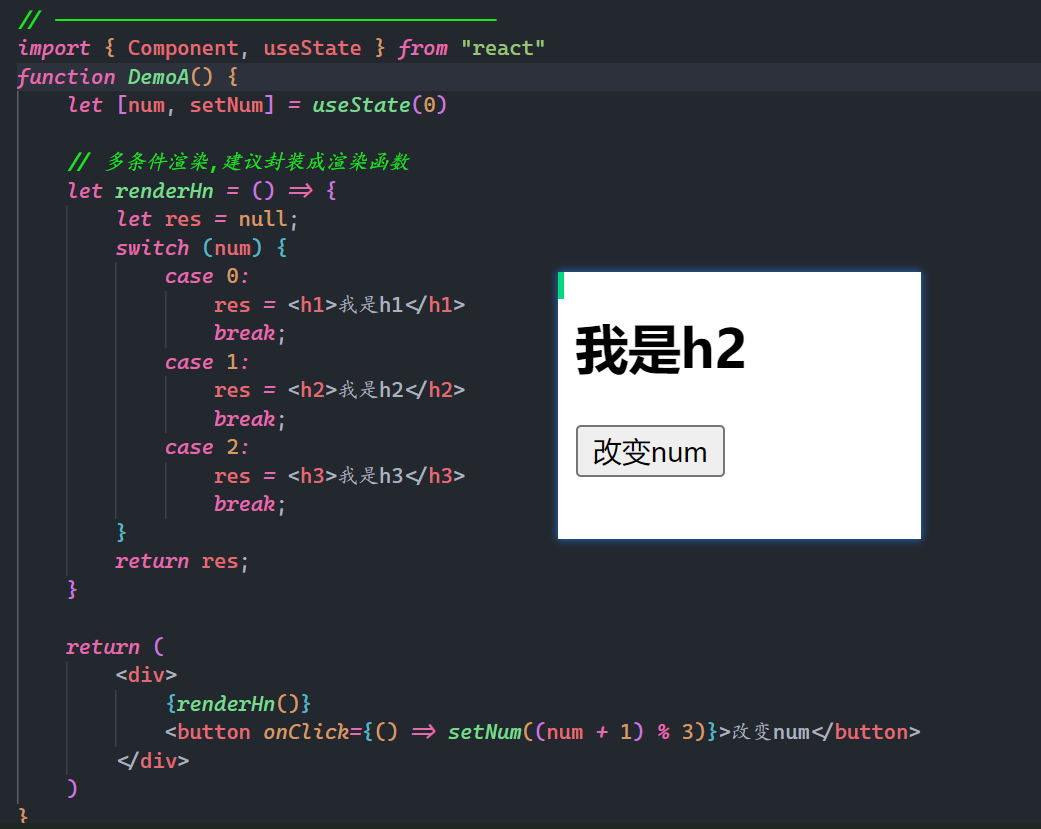 // ————————————————————
import { Component, useState } from "react"
function DemoA() {
let [num, setNum] = useState(0)
// 多条件渲染,建议封装成渲染函数
let renderHn = () => {
let res = null;
switch (num) {
case 0:
res = <h1>我是h1</h1>
break;
case 1:
res = <h2>我是h2</h2>
break;
case 2:
res = <h3>我是h3</h3>
break;
}
return res;
}
return (
<div>
{renderHn()}
<button onClick={() => setNum((num + 1) % 3)}>改变num</button>
</div>
)
}
我是h2
改变num